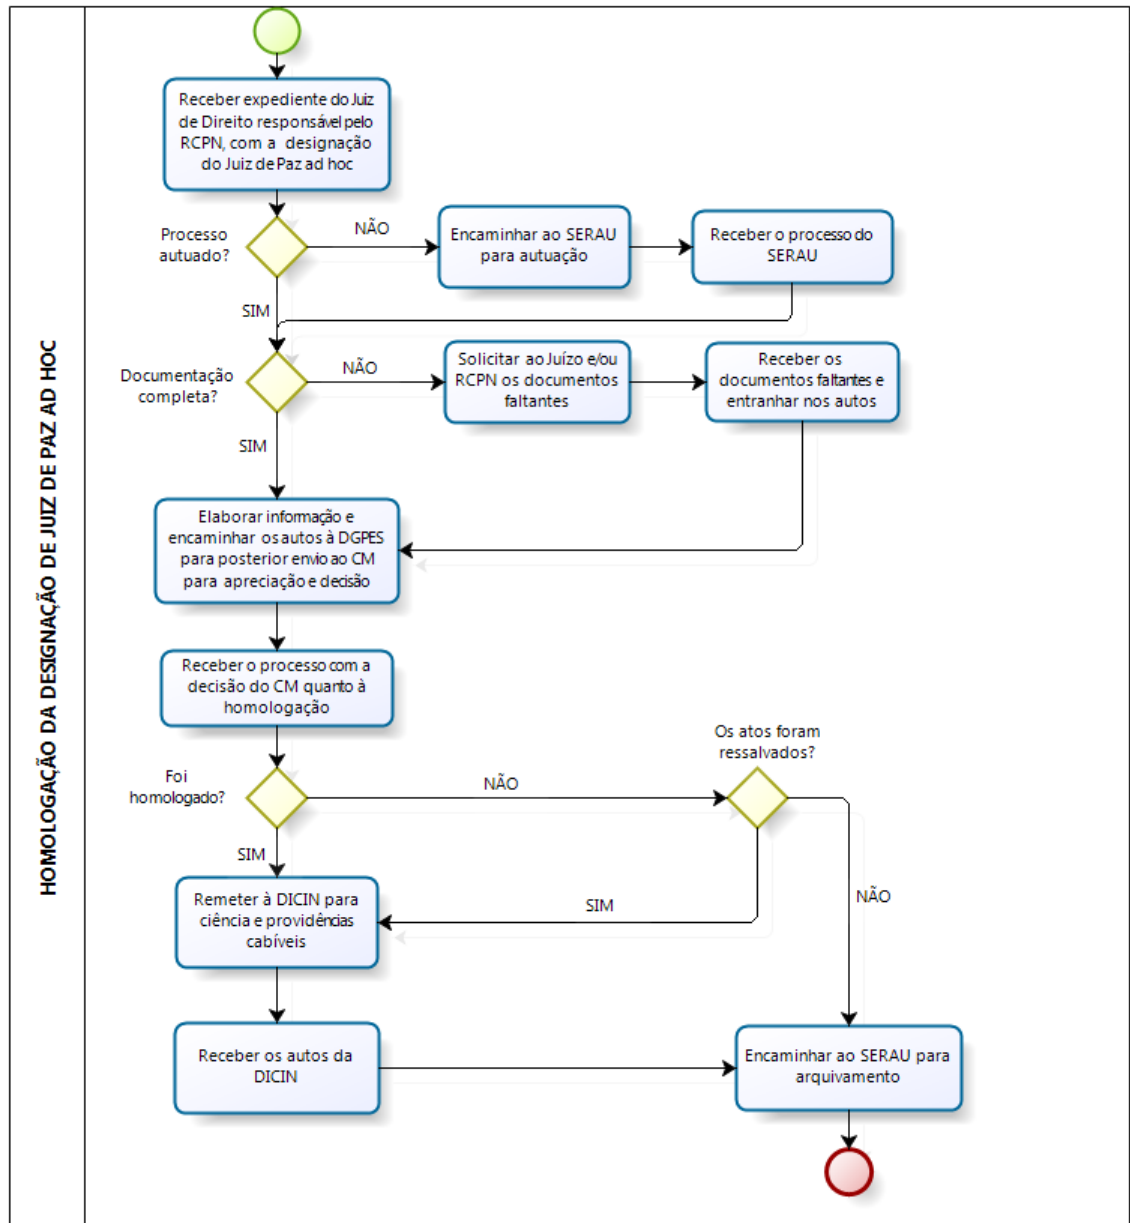 HOMOLOGAÇÃO DA DESIGNAÇÃO DE JUIZ DE PAZ AD HOC
Receber expediente do Juiz
de Direito responsável pelo
RCPN, com a designação
do Juiz de Paz ad hoc
Processo
autuado?
NÃO
Encaminhar ao SERAU
para autuação
Receber o processo do
SERAU
SIM
Documentação
completa?
NÃO
Solicitar ao Juízo e/ou
RCPN os documentos
faltantes
Receber os
documentos faltantes e
entranhar nos autos
SIM
Elaborar informação e
encaminhar os autos à DGPES
para posterior envio ao CM
para apreciação e decisão
Receber o processo com a
decisão do CM quanto à
homologação
Foi
homologado?
NÃO
Os atos foram
ressalvados?
SIM
Remeter à DICIN para
ciência e providências
cabíveis
SIM
NÃO
Receber os autos da
DICIN
Encaminhar ao SERAU para
arquivamento